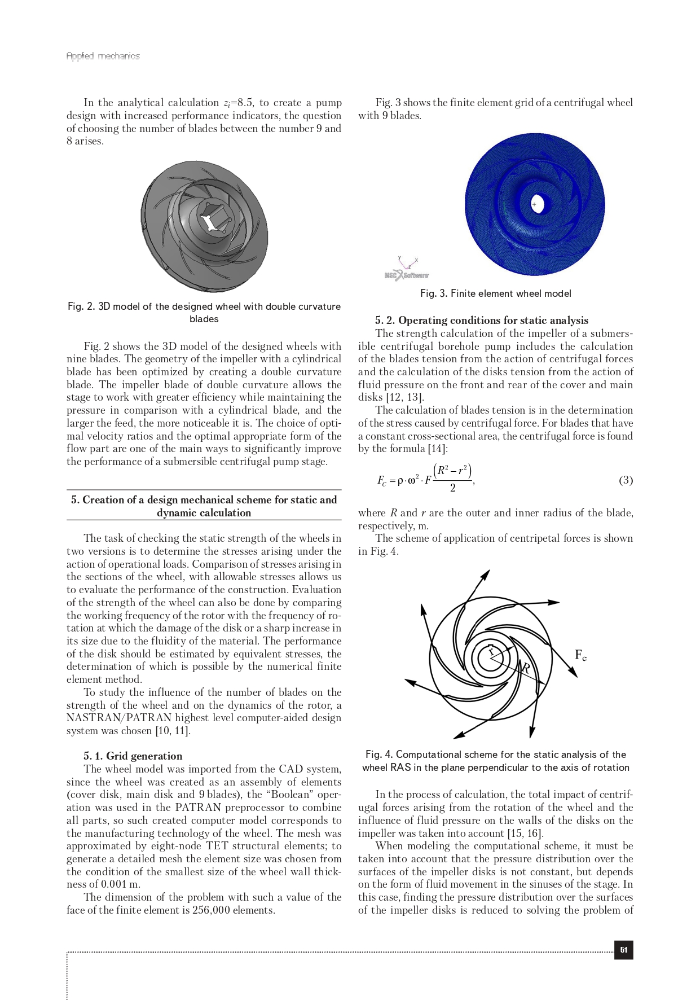 Applied mechanics
In the analytical calculation zi=8.5, to create a pump
design with increased performance indicators, the question
of choosing the number of blades between the number 9 and
8 arises.
Fig. 2. 3D model of the designed wheel with double curvature
blades
Fig. 2 shows the 3D model of the designed wheels with
nine blades. The geometry of the impeller with a cylindrical
blade has been optimized by creating a double curvature
blade. The impeller blade of double curvature allows the
stage to work with greater efficiency while maintaining the
pressure in comparison with a cylindrical blade, and the
larger the feed, the more noticeable it is. The choice of opti-
mal velocity ratios and the optimal appropriate form of the
flow part are one of the main ways to significantly improve
the performance of a submersible centrifugal pump stage.
5. Creation of a design mechanical scheme for static and
dynamic calculation
The task of checking the static strength of the wheels in
two versions is to determine the stresses arising under the
action of operational loads. Comparison of stresses arising in
the sections of the wheel, with allowable stresses allows us
to evaluate the performance of the construction. Evaluation
of the strength of the wheel can also be done by comparing
the working frequency of the rotor with the frequency of ro-
tation at which the damage of the disk or a sharp increase in
its size due to the fluidity of the material. The performance
of the disk should be estimated by equivalent stresses, the
determination of which is possible by the numerical finite
element method.
To study the influence of the number of blades on the
strength of the wheel and on the dynamics of the rotor, a
NASTRAN/PATRAN highest level computer-aided design
system was chosen [10, 11].
5. 1. Grid generation
The wheel model was imported from the CAD system,
since the wheel was created as an assembly of elements
(cover disk, main disk and 9 blades), the “Boolean” oper-
ation was used in the PATRAN preprocessor to combine
all parts, so such created computer model corresponds to
the manufacturing technology of the wheel. The mesh was
approximated by eight-node TET structural elements; to
generate a detailed mesh the element size was chosen from
the condition of the smallest size of the wheel wall thick-
ness of 0.001 m.
The dimension of the problem with such a value of the
face of the finite element is 256,000 elements.
Fig. 3 shows the finite element grid of a centrifugal wheel
with 9 blades.
Y
X
Z
MSC Software
Fig. 3. Finite element wheel model
5. 2. Operating conditions for static analysis
The strength calculation of the impeller of a submers-
ible centrifugal borehole pump includes the calculation
of the blades tension from the action of centrifugal forces
and the calculation of the disks tension from the action of
fluid pressure on the front and rear of the cover and main
disks [12, 13].
The calculation of blades tension is in the determination
of the stress caused by centrifugal force. For blades that have
a constant cross-sectional area, the centrifugal force is found
by the formula [14]:
F_C = ρ·ω²·F (R² – r²)/2, (3)
where R and r are the outer and inner radius of the blade,
respectively, m.
The scheme of application of centripetal forces is shown
in Fig. 4.
r
R
Fc
Fig. 4. Computational scheme for the static analysis of the
wheel RAS in the plane perpendicular to the axis of rotation
In the process of calculation, the total impact of centrif-
ugal forces arising from the rotation of the wheel and the
influence of fluid pressure on the walls of the disks on the
impeller was taken into account [15, 16].
When modeling the computational scheme, it must be
taken into account that the pressure distribution over the
surfaces of the impeller disks is not constant, but depends
on the form of fluid movement in the sinuses of the stage. In
this case, finding the pressure distribution over the surfaces
of the impeller disks is reduced to solving the problem of
51